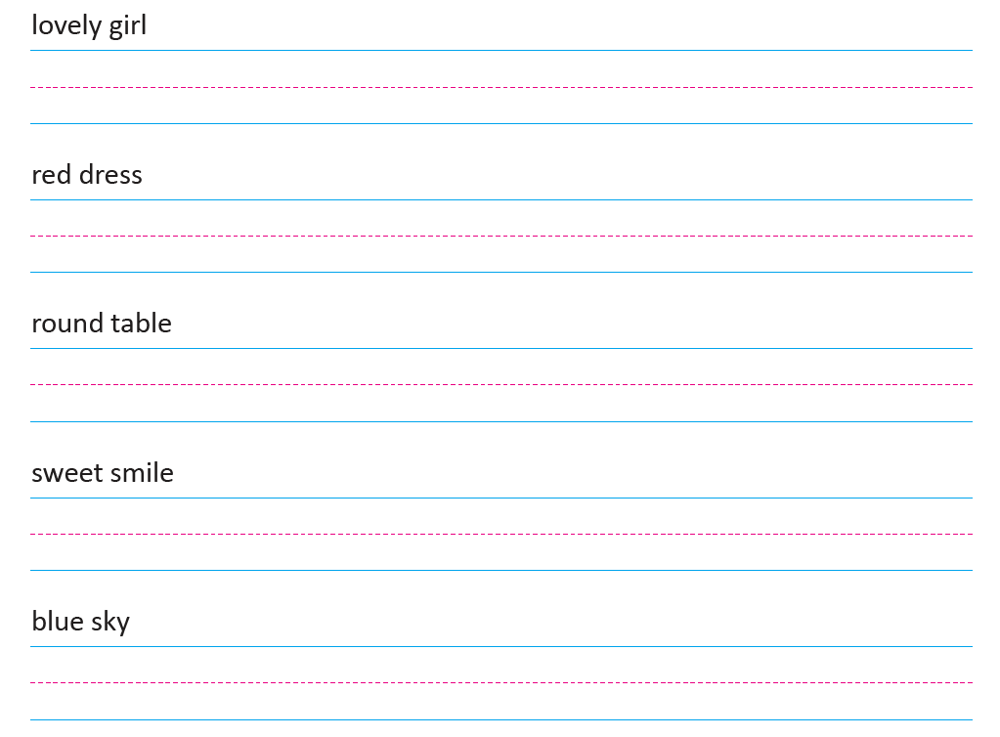 lovely girl
red dress
round table
sweet smile
blue sky